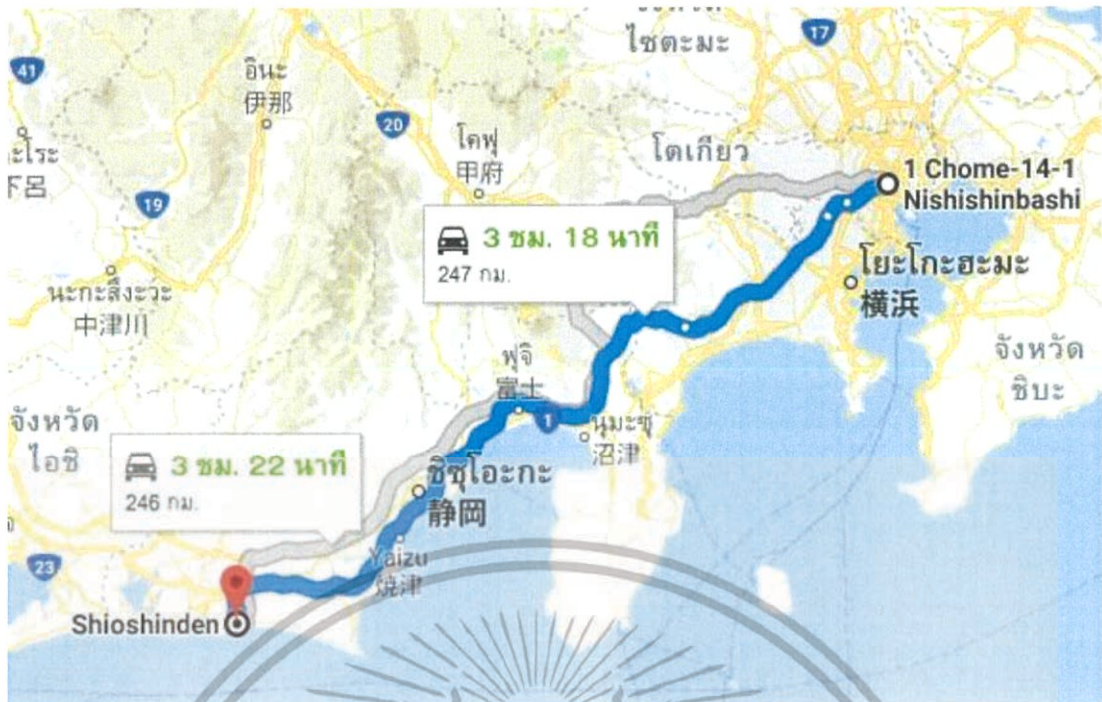 17
ไซตะมะ
41
อินะ
伊那
20
โคฟุ
甲府
โตเกียว
1 Chome-14-1
Nishishinbashi
下呂
19
3 ชม. 18 นาที
247 กม.
โยะโกะฮะมะ
横浜
นะกะสึงะวะ
中津川
จังหวัด
ชิบะ
ฟุจิ
富士
1
นุมะซุ
沼津
จังหวัด
ไอชิ
3 ชม. 22 นาที
246 กม.
ชิซุโอะกะ
静岡
Yaizu
焼津
23
Shioshinden